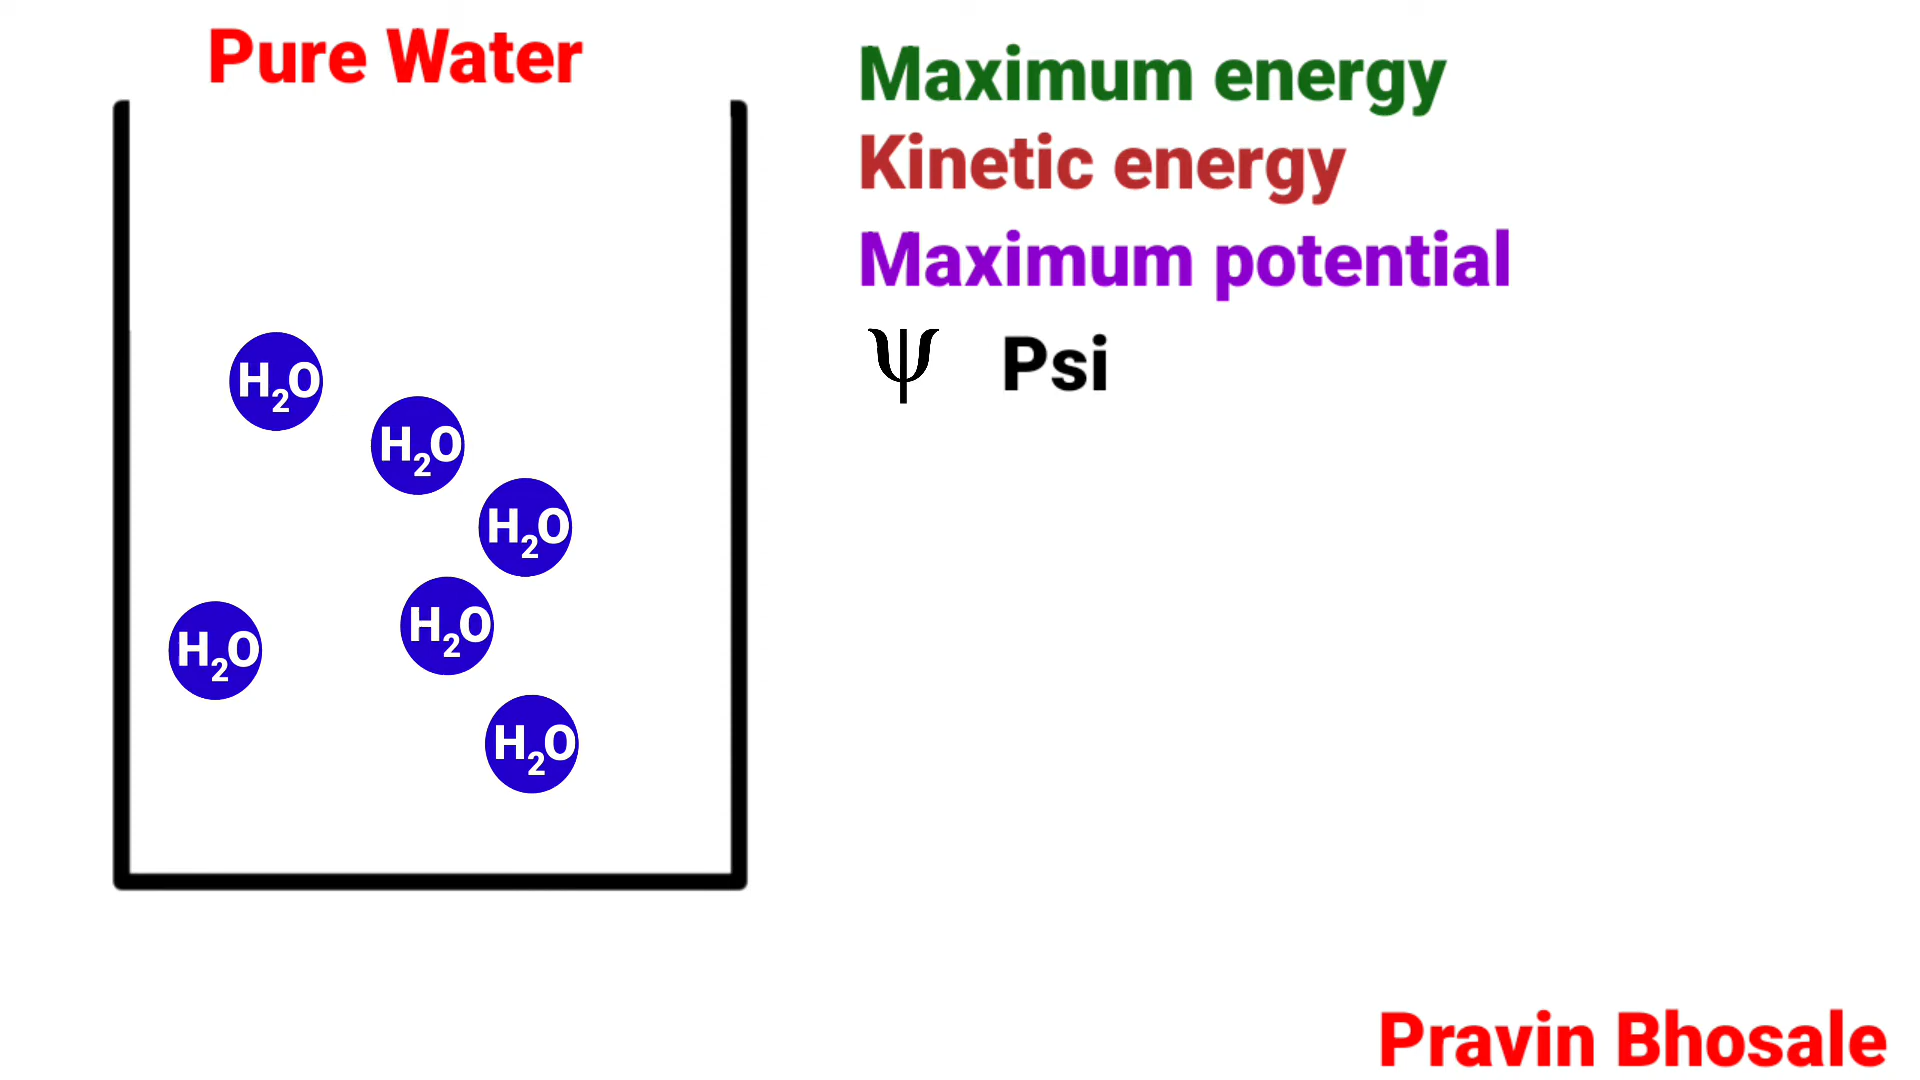 Pure Water
Maximum energy
Kinetic energy
Maximum potential
ψ Psi
H₂O
H₂O
H₂O
H₂O
H₂O
H₂O
Pravin Bhosale